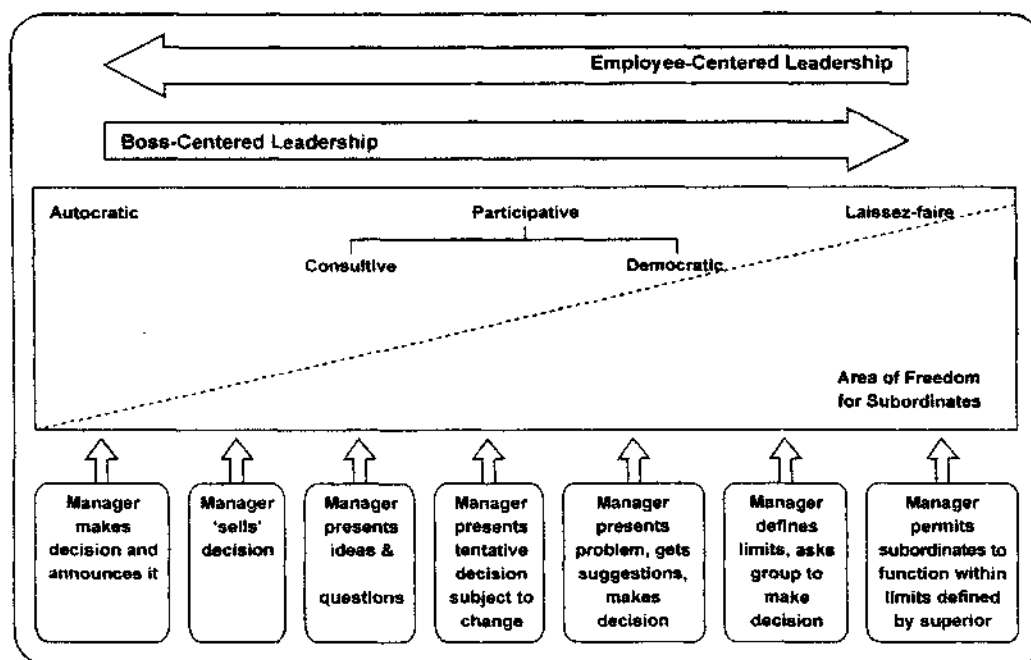 Employee-Centered Leadership
Boss-Centered Leadership
Autocratic
Participative
Laissez-faire
Consultive
Democratic
Area of Freedom
for Subordinates
Manager
makes
decision and
announces it
Manager
'sells'
decision
Manager
presents
ideas &
questions
Manager
presents
tentative
decision
subject to
change
Manager
presents
problem, gets
suggestions,
makes
decision
Manager
defines
limits, asks
group to
make
decision
Manager
permits
subordinates to
function within
limits defined
by superior